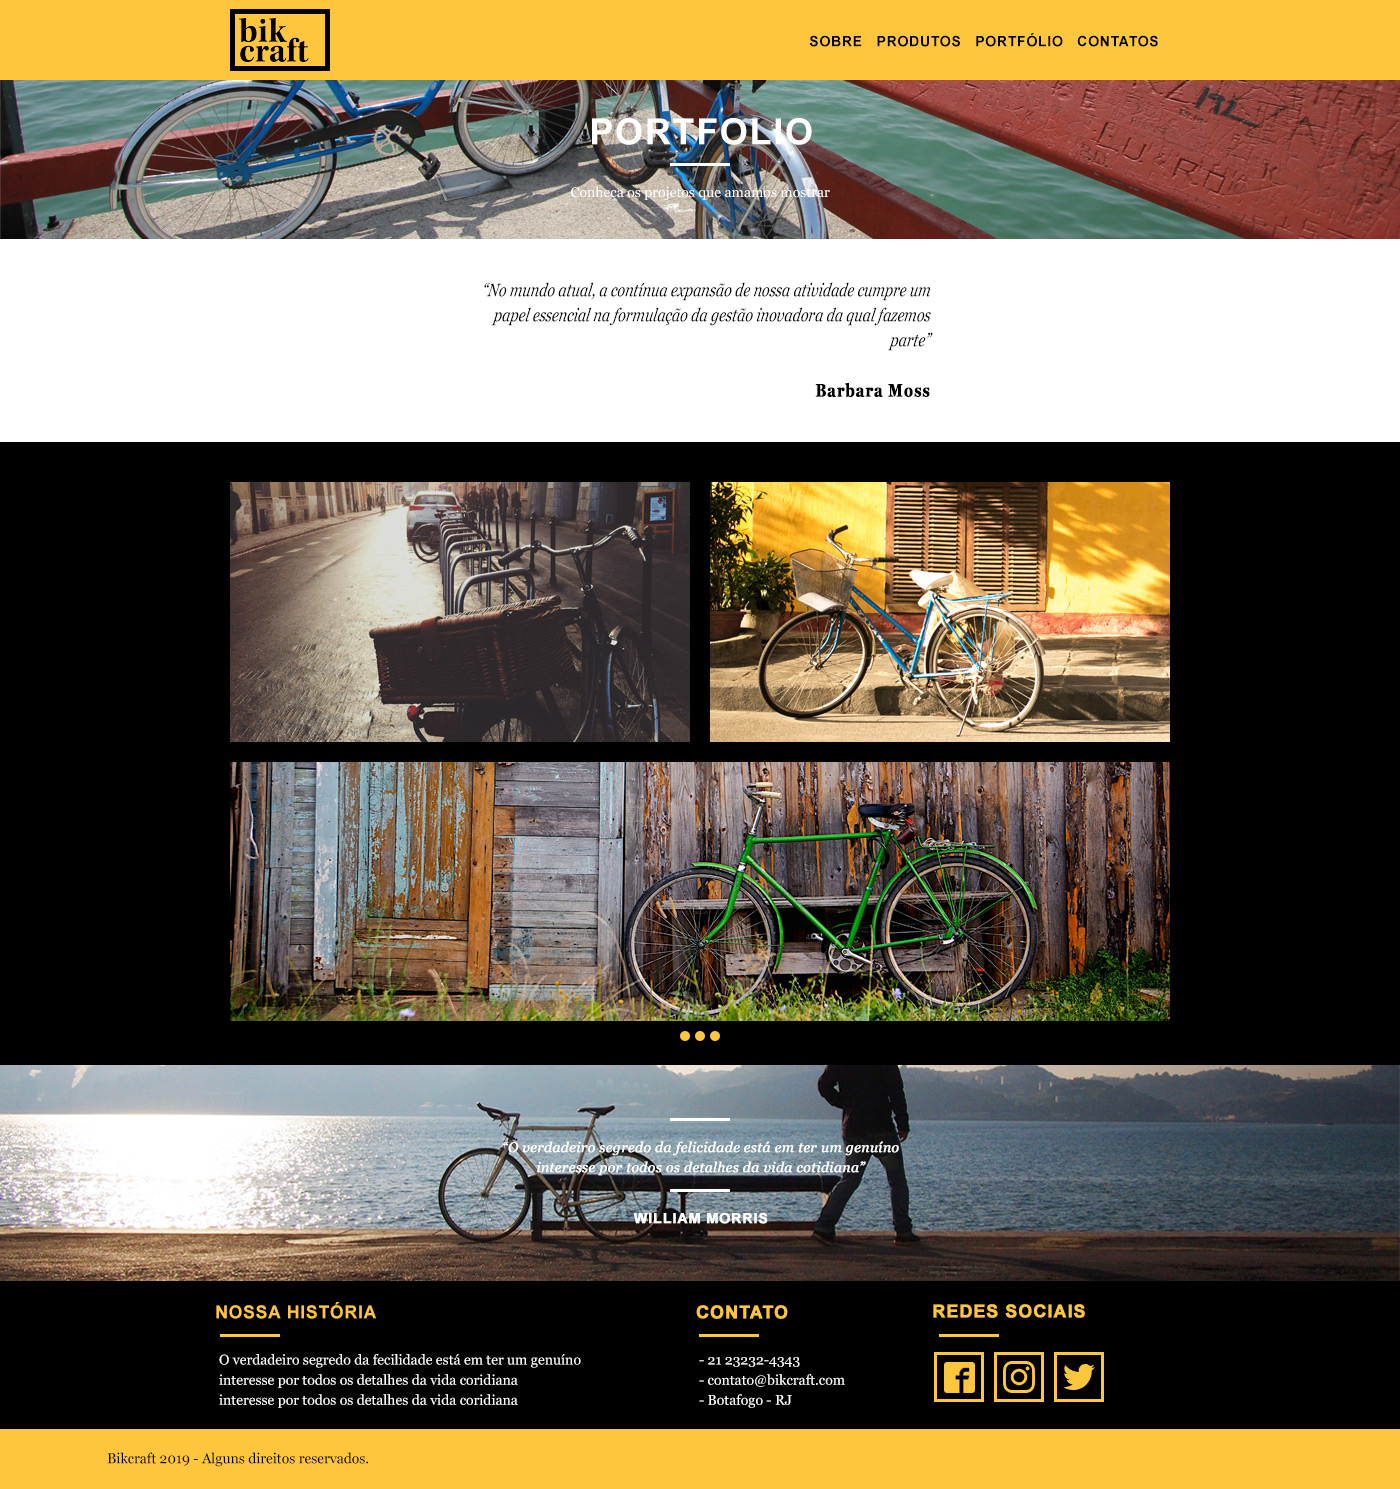 bik
craft
SOBRE PRODUTOS PORTFÓLIO CONTATOS
PORTFOLIO
Conheca os projetos que amamos mostrar
“No mundo atual, a contínua expansão de nossa atividade cumpre um
papel essencial na formulação da gestão inovadora da qual fazemos
parte”
Barbara Moss
“O verdadeiro segredo da felicidade está em ter um genuíno
interesse por todos os detalhes da vida cotidiana”
WILLIAM MORRIS
NOSSA HISTÓRIA
O verdadeiro segredo da fecilidade está em ter um genuíno
interesse por todos os detalhes da vida coridiana
interesse por todos os detalhes da vida coridiana
CONTATO
- 21 23232-4343
- contato@bikcraft.com
- Botafogo - RJ
REDES SOCIAIS
Bikcraft 2019 - Alguns direitos reservados.